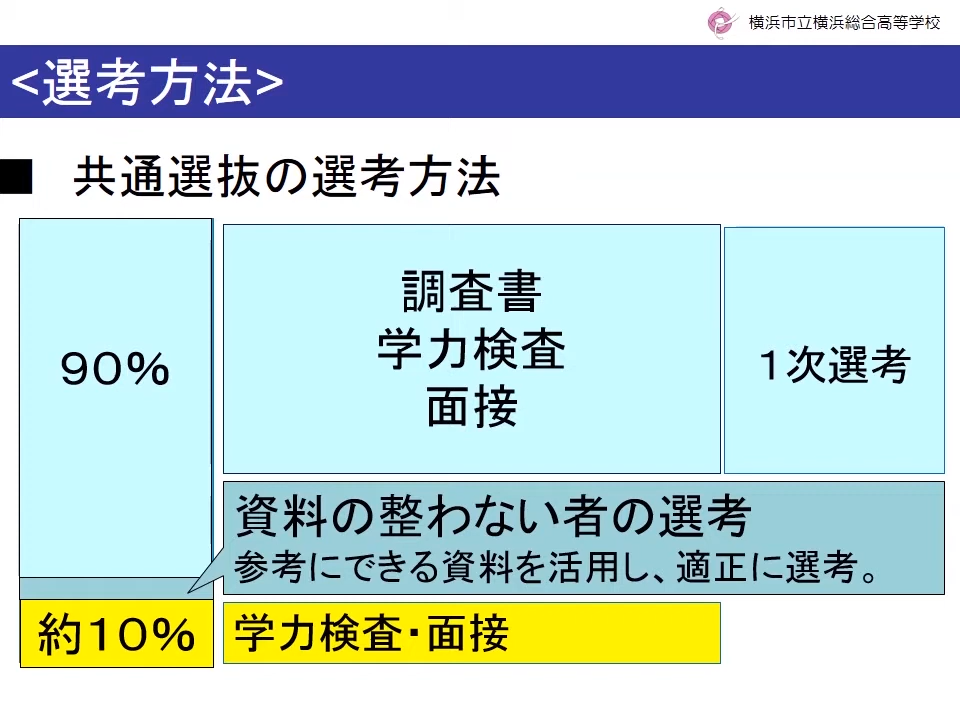 横浜市立横浜総合高等学校
<選考方法>
■ 共通選抜の選考方法
90%
調査書
学力検査
面接
1次選考
資料の整わない者の選考
参考にできる資料を活用し、適正に選考。
約10%
学力検査・面接